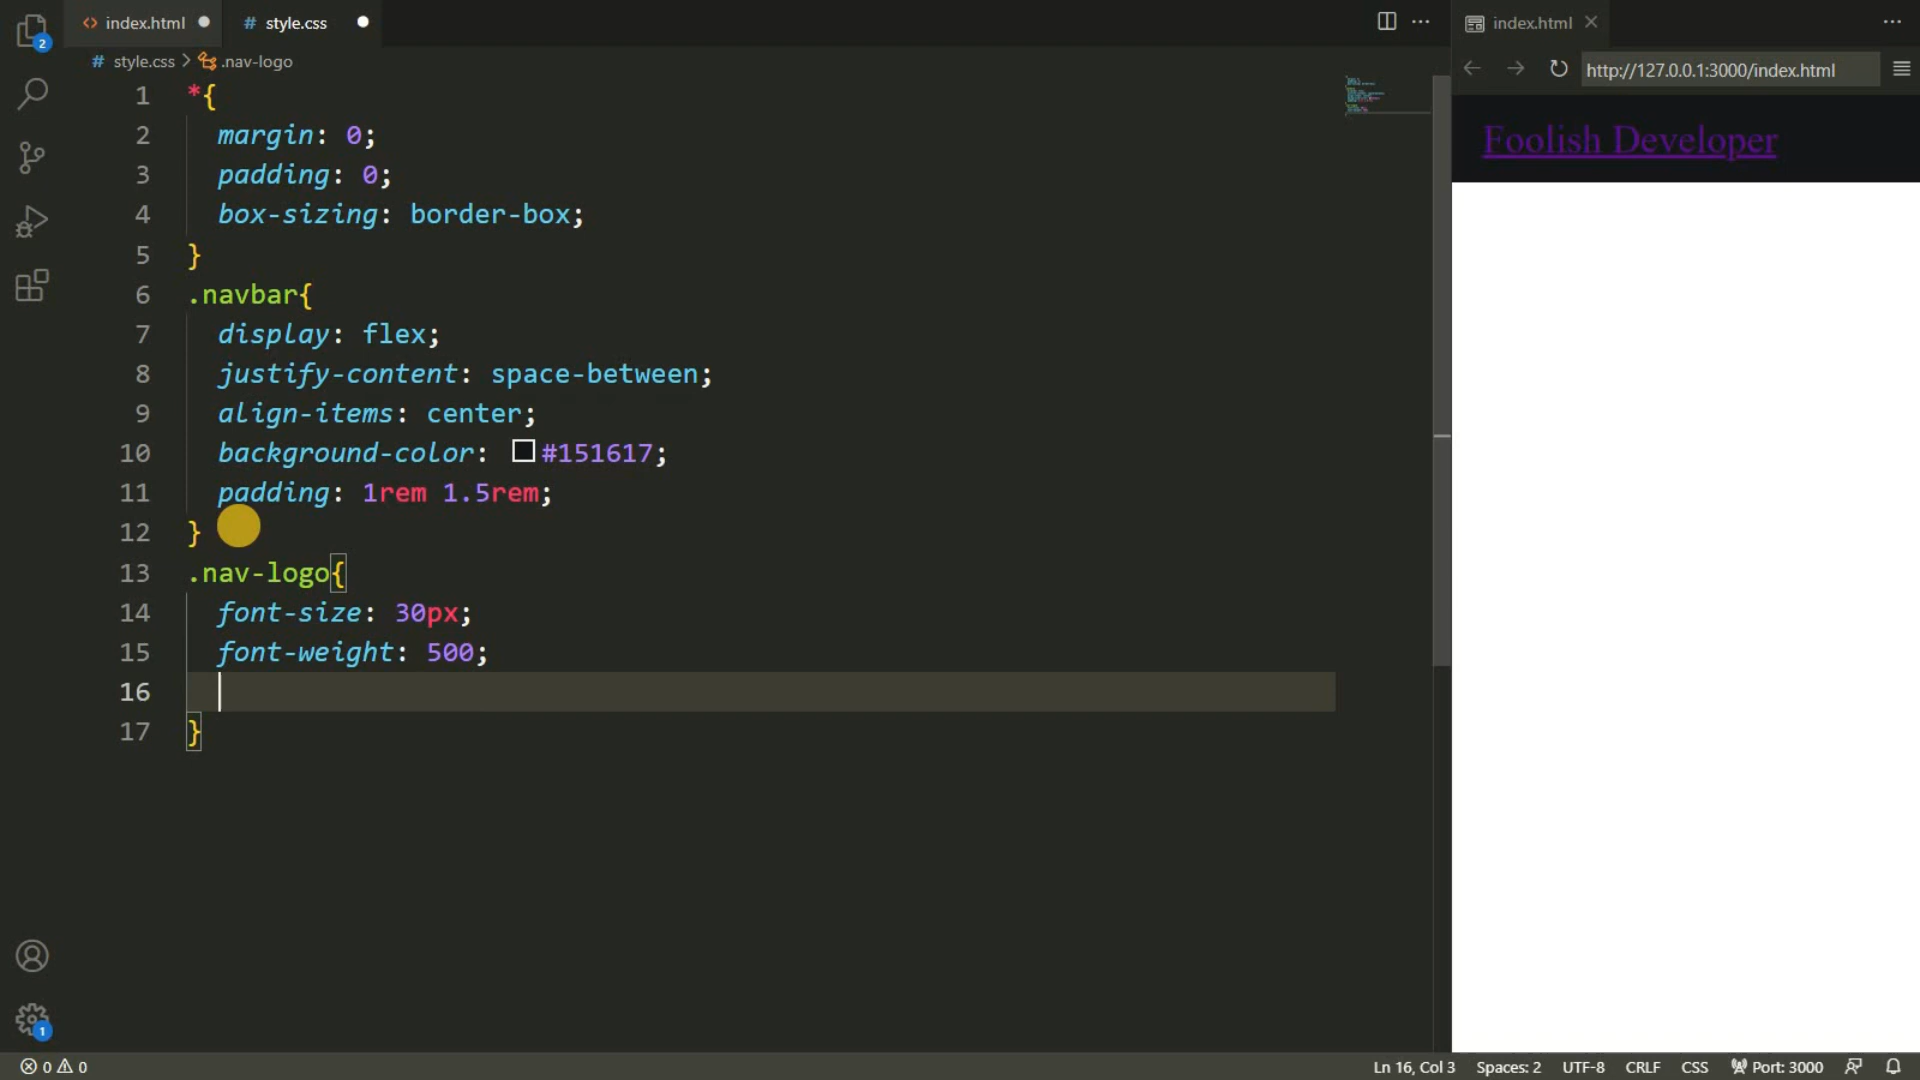 index.html
# style.css
index.html
# style.css > .nav-logo
http://127.0.0.1:3000/index.html
Foolish Developer
1 *{
2 margin: 0;
3 padding: 0;
4 box-sizing: border-box;
5 }
6 .navbar{
7 display: flex;
8 justify-content: space-between;
9 align-items: center;
10 background-color: #151617;
11 padding: 1rem 1.5rem;
12 }
13 .nav-logo{
14 font-size: 30px;
15 font-weight: 500;
16
17 }
2
1
0 0
Ln 16, Col 3
Spaces: 2
UTF-8
CRLF
CSS
Port: 3000